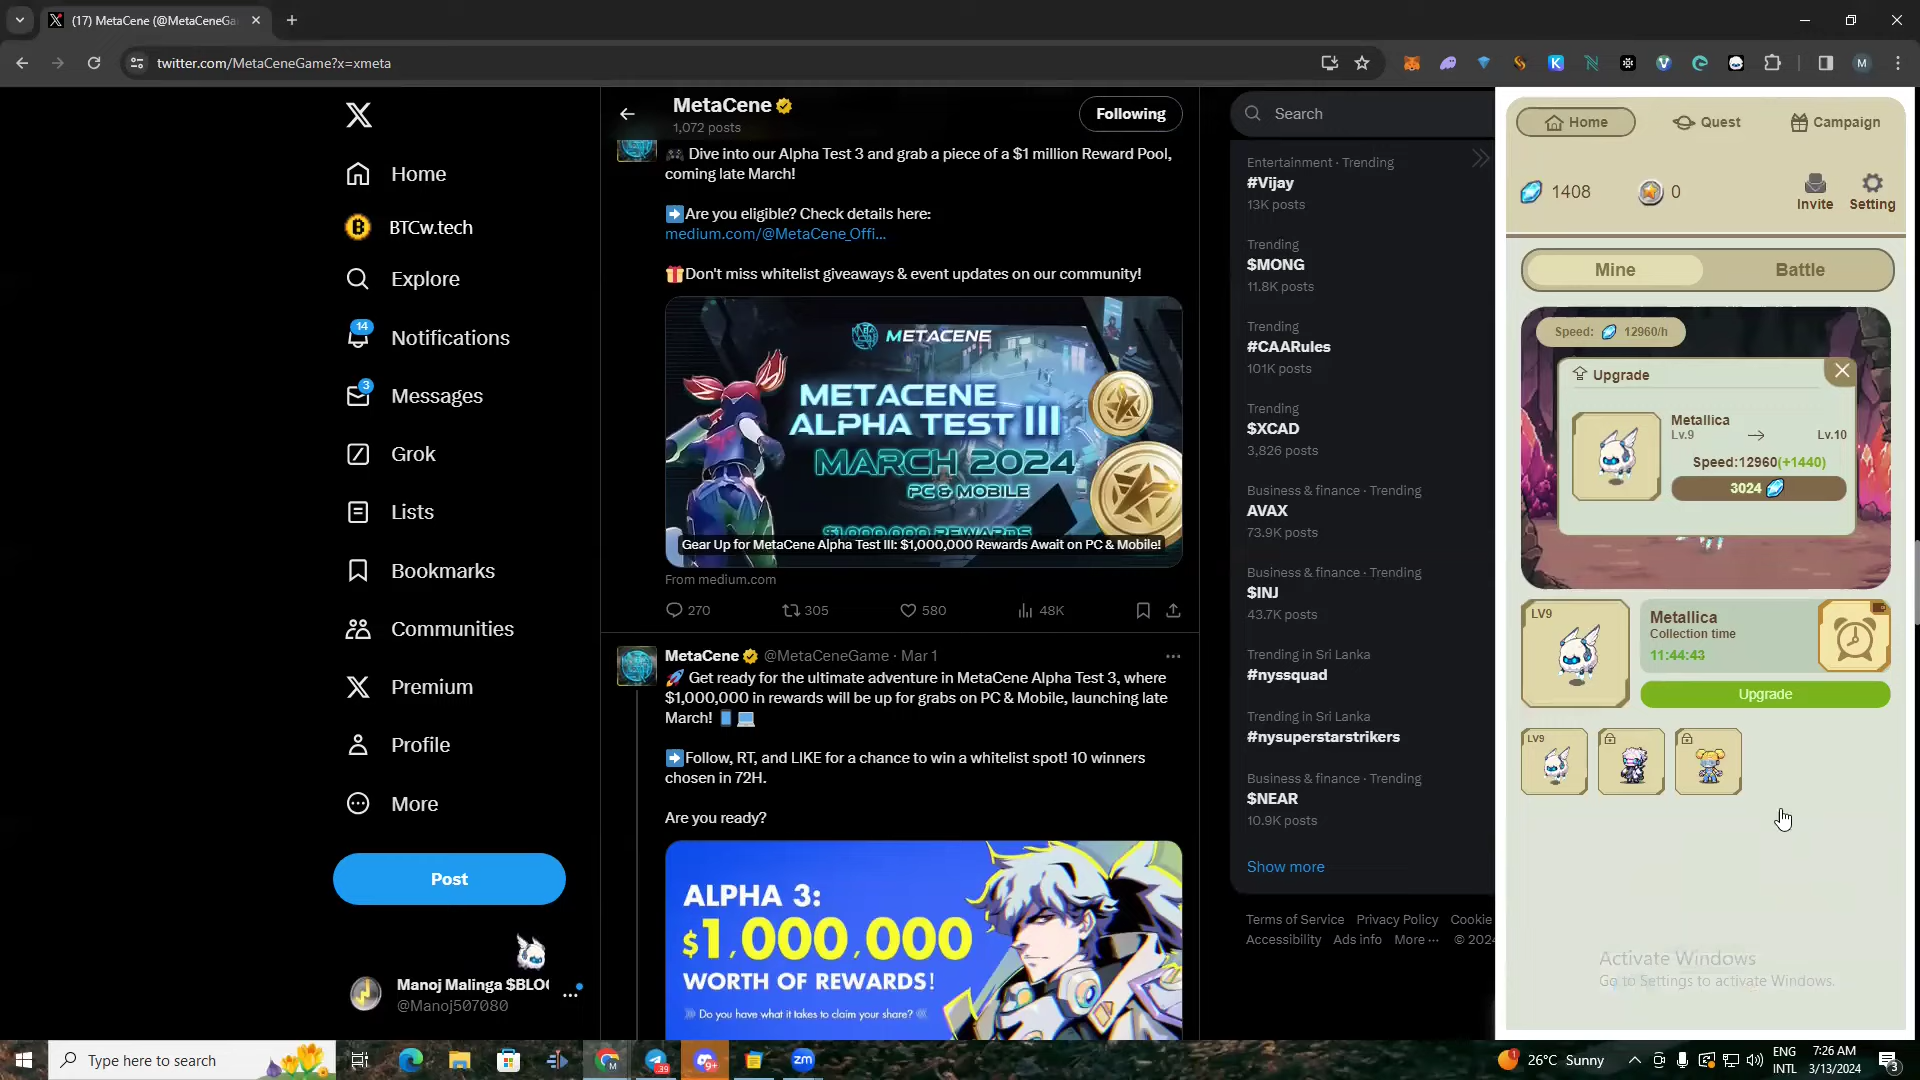 (17) MetaCene (@MetaCeneGa
twitter.com/MetaCeneGame?x=xmeta
M
Home
BTCw.tech
Explore
14
Notifications
3
Messages
Grok
Lists
Bookmarks
Communities
Premium
Profile
More
Post
Manoj Malinga $BLO
@Manoj507080
MetaCene
1,072 posts
Following
Dive into our Alpha Test 3 and grab a piece of a $1 million Reward Pool,
coming late March!
Are you eligible? Check details here:
medium.com/@MetaCene_Offi...
Don't miss whitelist giveaways & event updates on our community!
METACENE
METACENE
ALPHA TEST III
MARCH 2024
PC & MOBILE
$1,000,000 REWARDS
Gear Up for MetaCene Alpha Test III: $1,000,000 Rewards Await on PC & Mobile!
From medium.com
270
305
580
48K
MetaCene @MetaCeneGame · Mar 1
Get ready for the ultimate adventure in MetaCene Alpha Test 3, where
$1,000,000 in rewards will be up for grabs on PC & Mobile, launching late
March!
Follow, RT, and LIKE for a chance to win a whitelist spot! 10 winners
chosen in 72H.
Are you ready?
ALPHA 3:
$1,000,000
WORTH OF REWARDS!
Do you have what it takes to claim your share?
Search
Entertainment · Trending
#Vijay
13K posts
Trending
$MONG
11.8K posts
Trending
#CAARules
101K posts
Trending
$XCAD
3,826 posts
Business & finance · Trending
AVAX
73.9K posts
Business & finance · Trending
$INJ
43.7K posts
Trending in Sri Lanka
#nyssquad
Trending in Sri Lanka
#nysuperstarstrikers
Business & finance · Trending
$NEAR
10.9K posts
Show more
Terms of Service Privacy Policy Cookie
Accessibility Ads info More ··· © 2024
Home
Quest
Campaign
1408
0
Invite
Setting
Mine
Battle
Speed: 12960/h
Upgrade
Metallica
Lv.9 → Lv.10
Speed:12960(+1440)
3024
LV9
Metallica
Collection time
11:44:43
Upgrade
LV9
Activate Windows
Go to Settings to activate Windows.
Type here to search
M
39
9+
zm
1
26°C Sunny
ENG
INTL
7:26 AM
3/13/2024
3